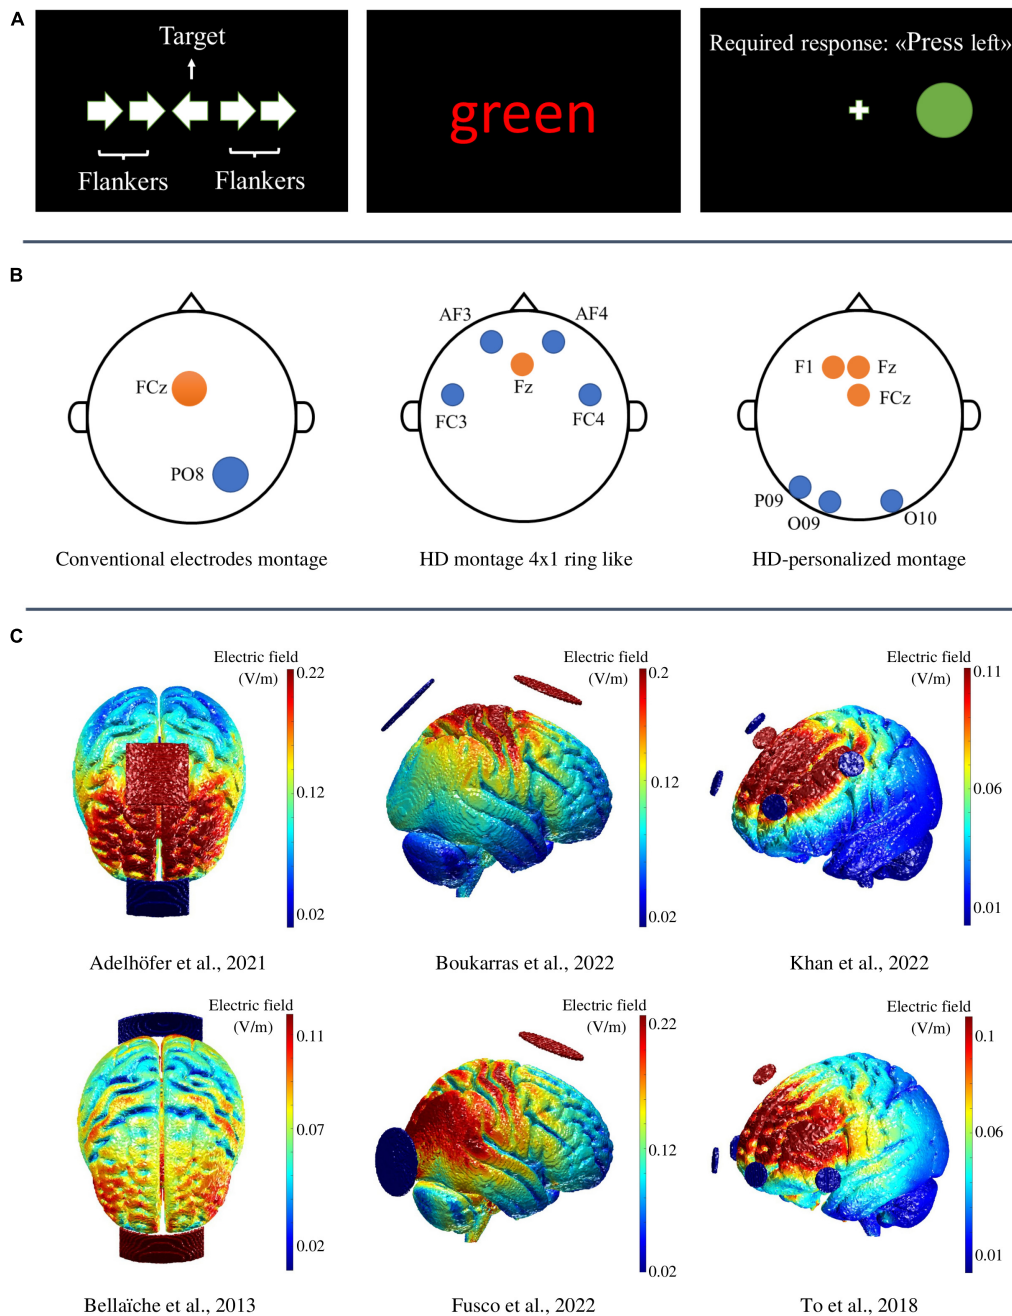 A
Target
Flankers
Flankers
green
Required response: «Press left»
B
FCz
PO8
Conventional electrodes montage
AF3
AF4
Fz
FC3
FC4
HD montage 4x1 ring like
F1
Fz
FCz
P09
O09
O10
HD-personalized montage
C
Electric field
(V/m)
0.22
0.12
0.02
Adelhöfer et al., 2021
Electric field
(V/m)
0.2
0.12
0.02
Boukarras et al., 2022
Electric field
(V/m)
0.11
0.06
0.01
Khan et al., 2022
Electric field
(V/m)
0.11
0.07
0.02
Bellaïche et al., 2013
Electric field
(V/m)
0.22
0.12
0.02
Fusco et al., 2022
Electric field
(V/m)
0.1
0.06
0.01
To et al., 2018